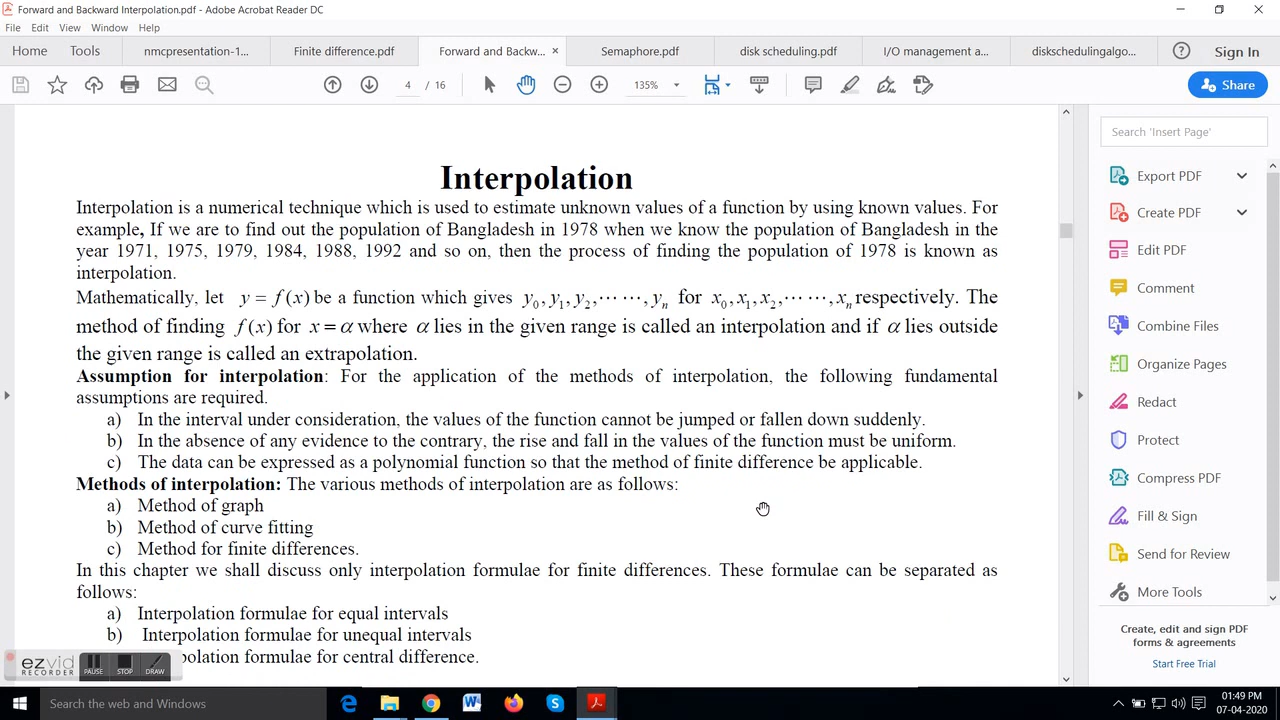 Forward and Backward Interpolation.pdf - Adobe Acrobat Reader DC
File Edit View Window Help
Home Tools nmcpresentation-1... Finite difference.pdf Forward and Backw... × Semaphore.pdf disk scheduling.pdf I/O management a... diskschedulingalgo... Sign In
4 / 16 135% Share
Interpolation
Interpolation is a numerical technique which is used to estimate unknown values of a function by using known values. For
example, If we are to find out the population of Bangladesh in 1978 when we know the population of Bangladesh in the
year 1971, 1975, 1979, 1984, 1988, 1992 and so on, then the process of finding the population of 1978 is known as
interpolation.
Mathematically, let y = f(x) be a function which gives y₀, y₁, y₂, ⋯ ⋯, yₙ for x₀, x₁, x₂, ⋯ ⋯, xₙ respectively. The
method of finding f(x) for x = α where α lies in the given range is called an interpolation and if α lies outside
the given range is called an extrapolation.
Assumption for interpolation: For the application of the methods of interpolation, the following fundamental
assumptions are required.
a) In the interval under consideration, the values of the function cannot be jumped or fallen down suddenly.
b) In the absence of any evidence to the contrary, the rise and fall in the values of the function must be uniform.
c) The data can be expressed as a polynomial function so that the method of finite difference be applicable.
Methods of interpolation: The various methods of interpolation are as follows:
a) Method of graph
b) Method of curve fitting
c) Method for finite differences.
In this chapter we shall discuss only interpolation formulae for finite differences. These formulae can be separated as
follows:
a) Interpolation formulae for equal intervals
b) Interpolation formulae for unequal intervals
polation formulae for central difference.
Search 'Insert Page'
Export PDF
Create PDF
Edit PDF
Comment
Combine Files
Organize Pages
Redact
Protect
Compress PDF
Fill & Sign
Send for Review
More Tools
Create, edit and sign PDF
forms & agreements
Start Free Trial
ezvid
RECORDER
PAUSE STOP DRAW
Search the web and Windows
01:49 PM
07-04-2020